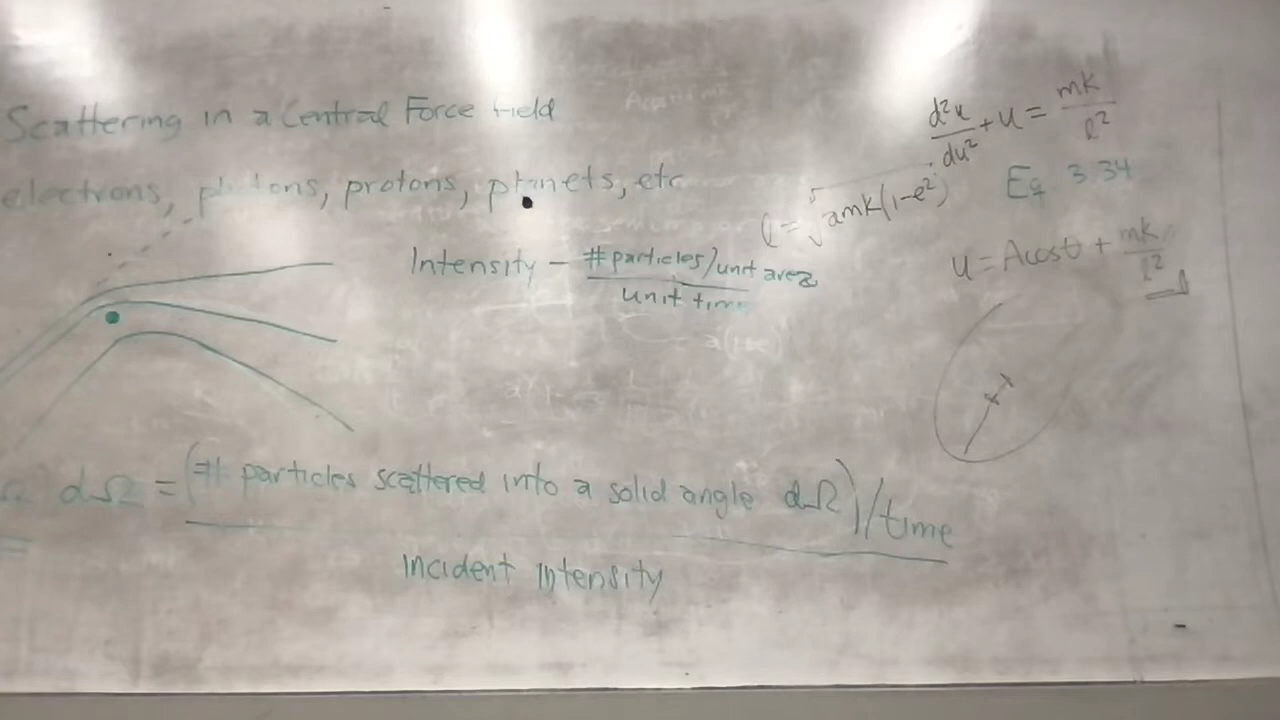 Scattering in a Central Force Field
electrons, photons, protons, planets, etc
Intensity - #particles/unit area
unit time
dΩ = (# particles scattered into a solid angle dΩ)/time
Incident Intensity
d²u/du² + u = mk/l²
Eq 3.34
l = √amk(1-e²)
u = Acosθ + mk/l²